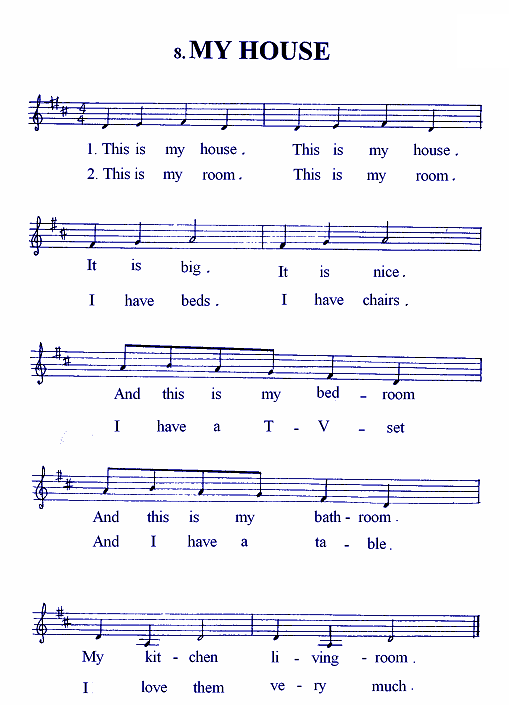 8. MY HOUSE
4
4
1. This is my house. This is my house.
2. This is my room. This is my room.
It is big. It is nice.
I have beds. I have chairs.
And this is my bed - room
I have a T - V - set
And this is my bath - room.
And I have a ta - ble.
My kit - chen li - ving - room.
I love them ve - ry much.